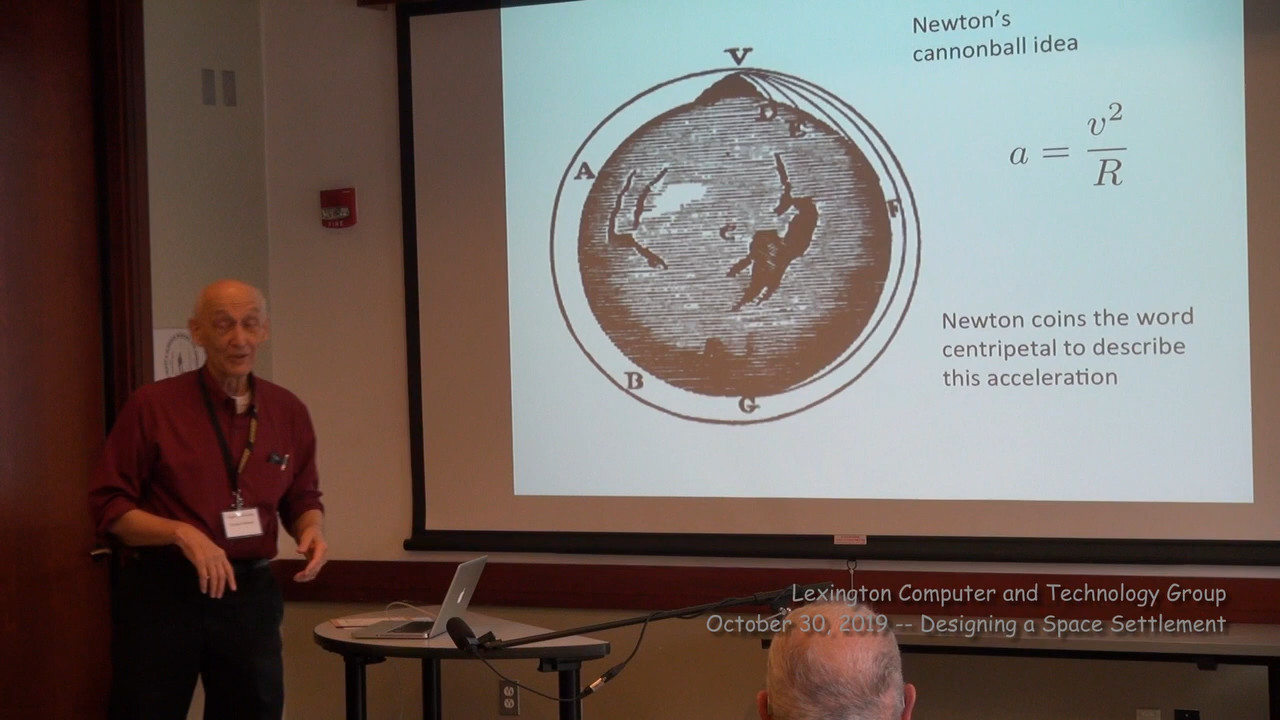 Newton's
cannonball idea
V
D
E
A
F
C
B
G
a = v²/R
Newton coins the word
centripetal to describe
this acceleration
FIRE
Lexington Computer and Technology Group
October 30, 2019 -- Designing a Space Settlement